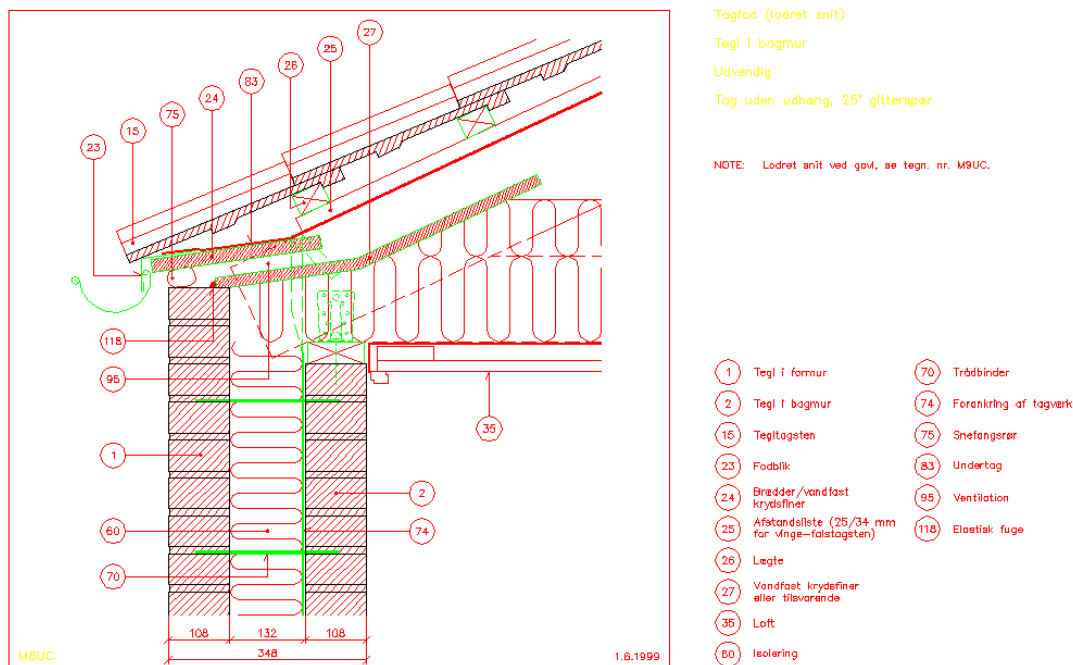 Tagfod (lodret snit)
Tegl i bagmur
Udvendig
Tag uden udhang, 25° gitterspær
NOTE: Lodret snit ved gavl, se tegn. nr. M9UC.
27
25
26
83
24
75
15
23
118
95
35
1
2
60
74
70
108 132 108
348
M8UC
1.6.1999
1 Tegl i formur
2 Tegl i bagmur
15 Tegltagsten
23 Fodblik
24 Brædder/vandfast
krydsfiner
25 Afstandsliste (25/34 mm
for vinge-falstagsten)
26 Lægte
27 Vandfast krydsfiner
eller tilsvarende
35 Loft
60 Isolering
70 Trådbinder
74 Forankring af tagværk
75 Snefangsrør
83 Undertag
95 Ventilation
118 Elastisk fuge